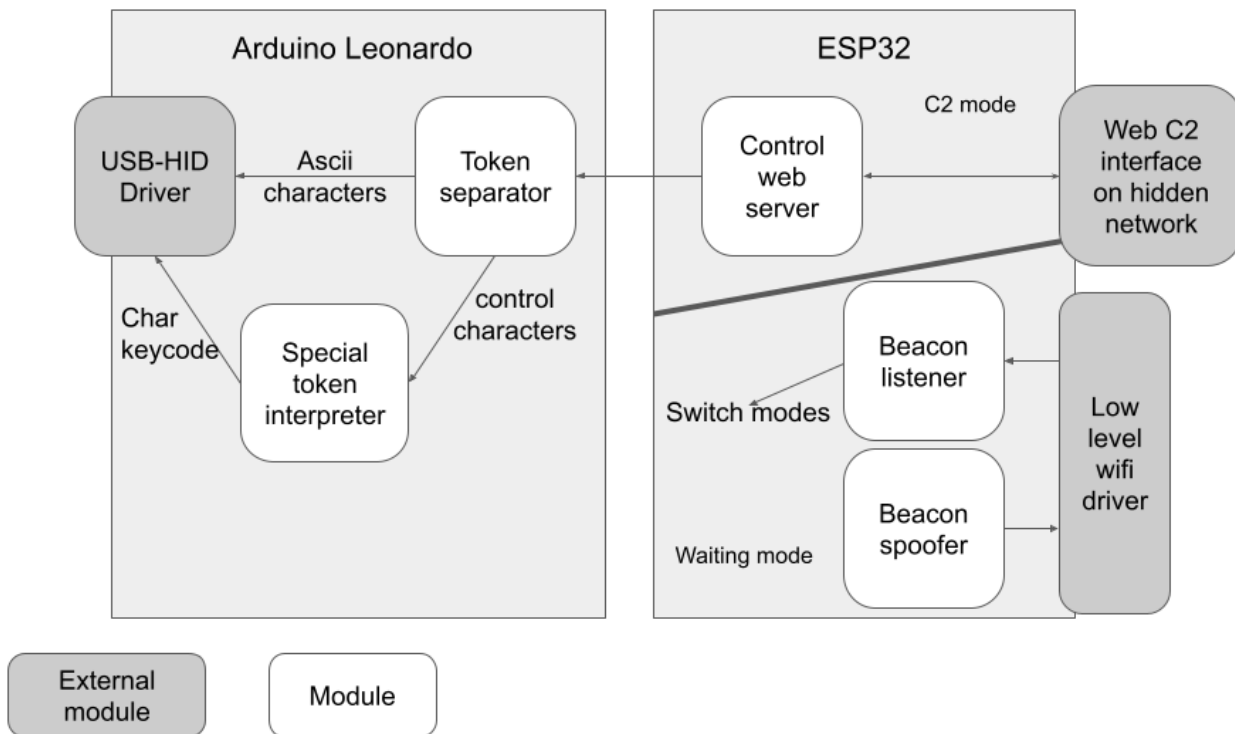 Arduino Leonardo
ESP32
C2 mode
USB-HID
Driver
Ascii
characters
Token
separator
Control
web
server
Web C2
interface
on hidden
network
Char
keycode
control
characters
Special
token
interpreter
Beacon
listener
Switch modes
Low
level
wifi
driver
Waiting mode
Beacon
spoofer
External
module
Module